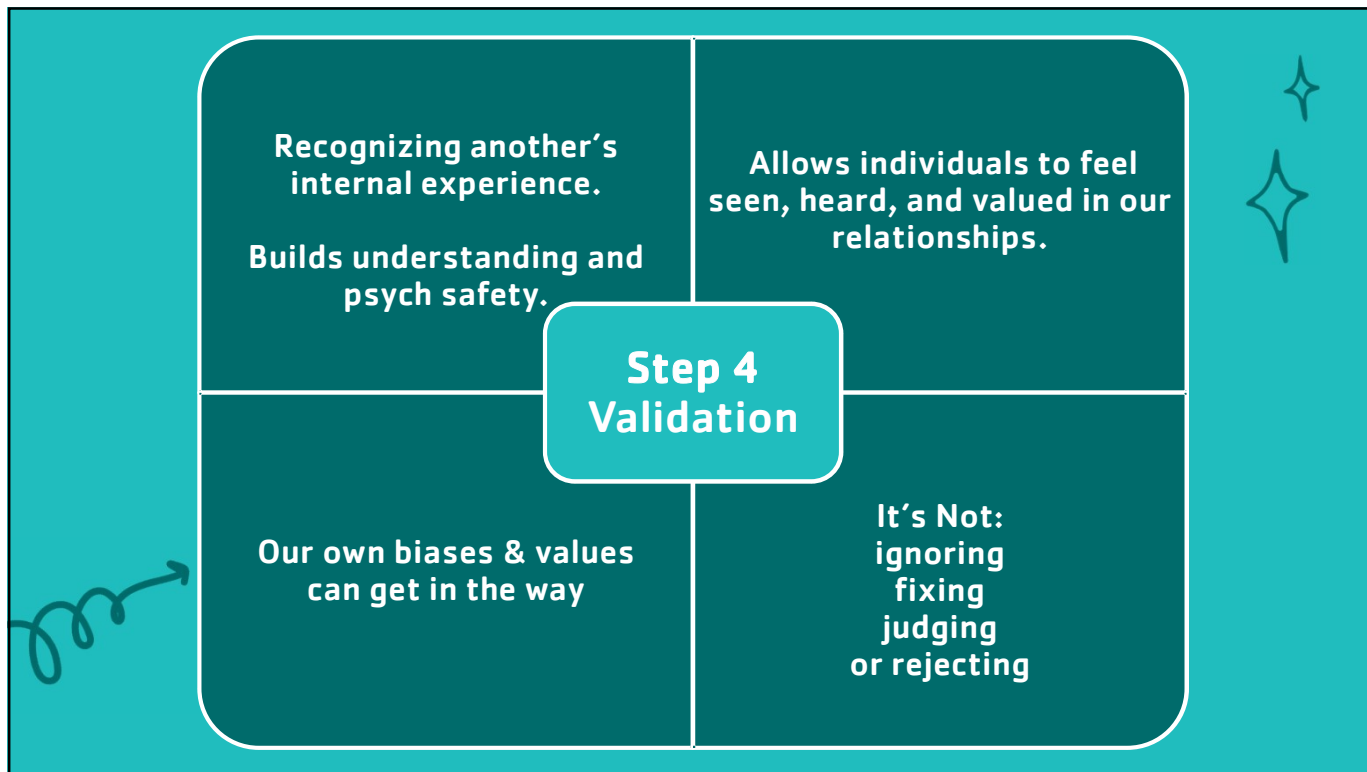 Recognizing another's
internal experience.
Builds understanding and
psych safety.
Allows individuals to feel
seen, heard, and valued in our
relationships.
Step 4
Validation
Our own biases & values
can get in the way
It's Not:
ignoring
fixing
judging
or rejecting